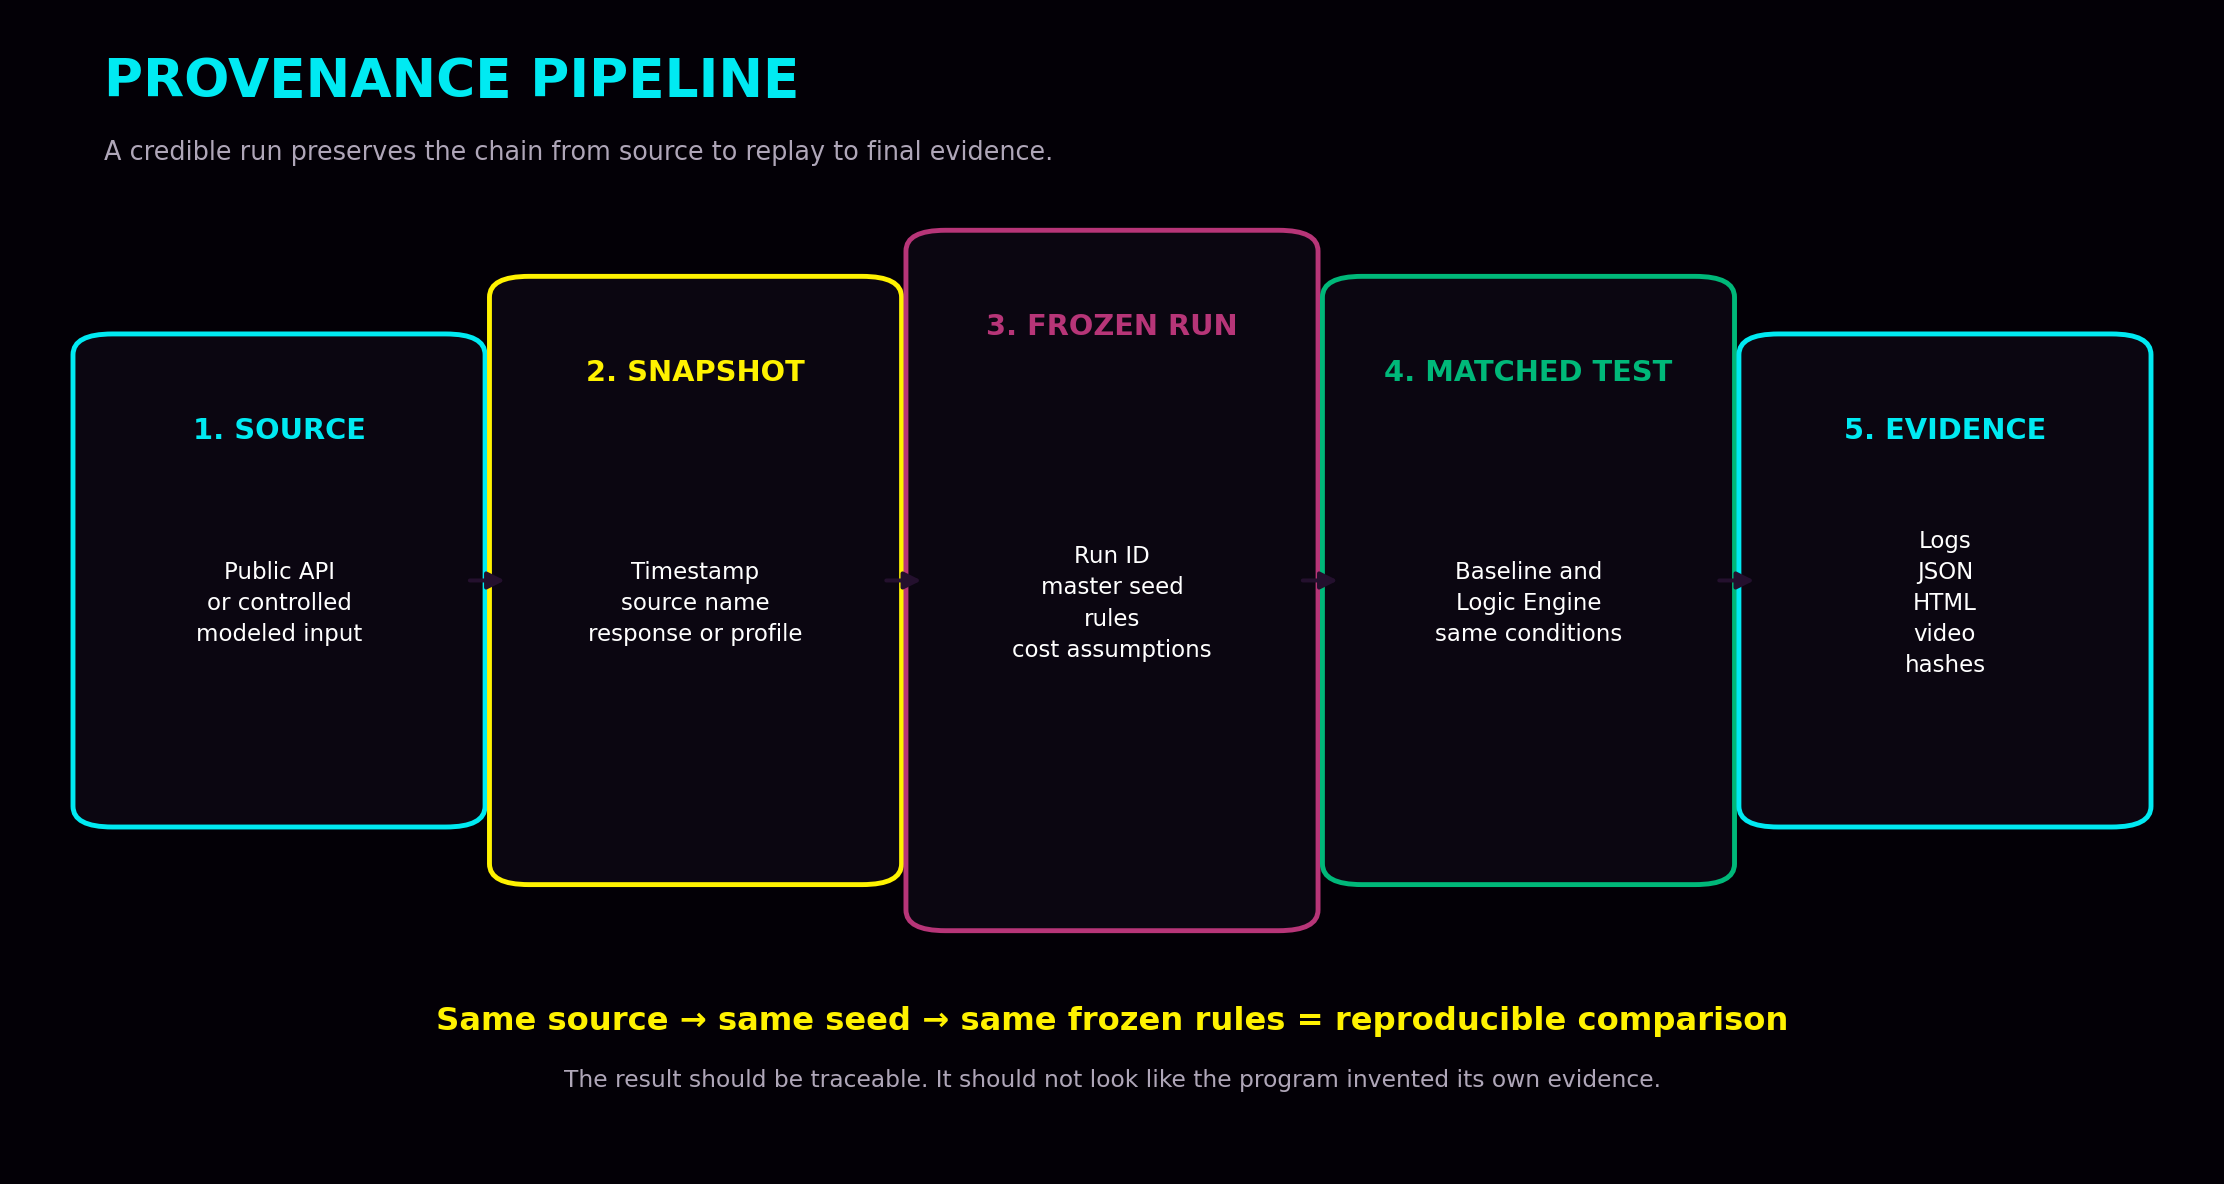 PROVENANCE PIPELINE
A credible run preserves the chain from source to replay to final evidence.
1. SOURCE
Public API
or controlled
modeled input
2. SNAPSHOT
Timestamp
source name
response or profile
3. FROZEN RUN
Run ID
master seed
rules
cost assumptions
4. MATCHED TEST
Baseline and
Logic Engine
same conditions
5. EVIDENCE
Logs
JSON
HTML
video
hashes
Same source → same seed → same frozen rules = reproducible comparison
The result should be traceable. It should not look like the program invented its own evidence.